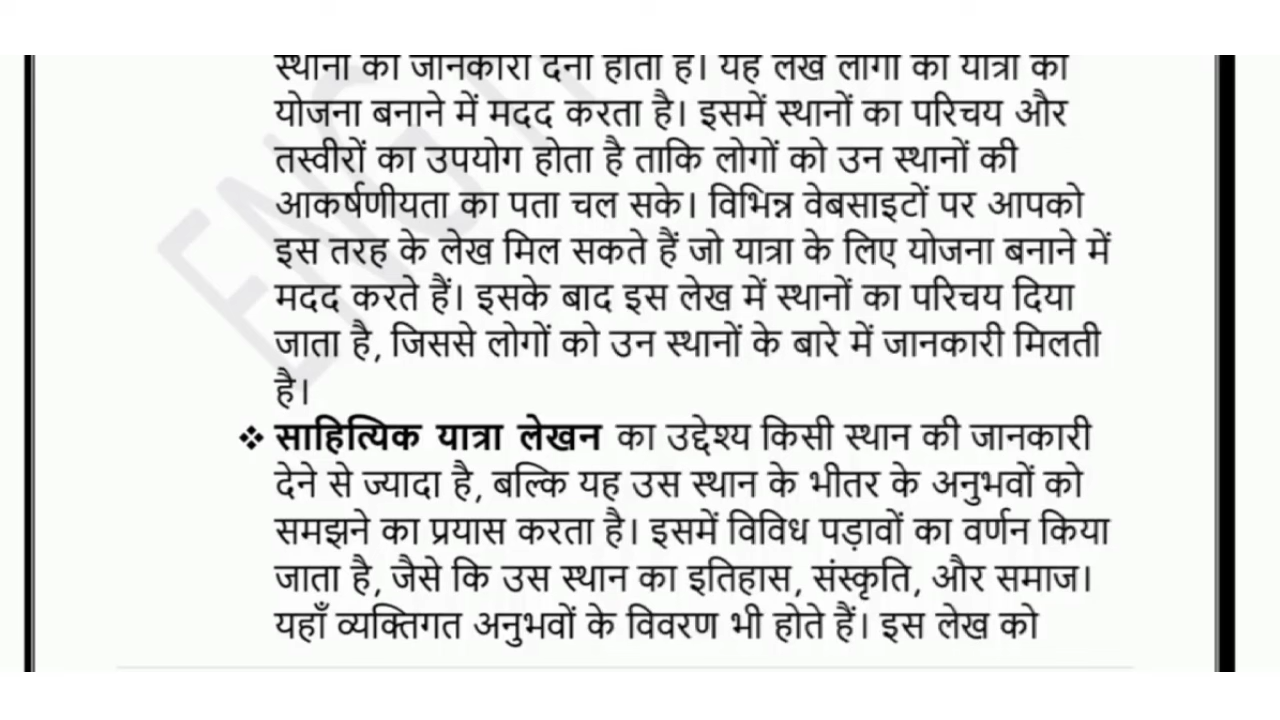 स्थानों की जानकारी देना होता है। यह लेख लोगों को यात्रा की
योजना बनाने में मदद करता है। इसमें स्थानों का परिचय और
तस्वीरों का उपयोग होता है ताकि लोगों को उन स्थानों की
आकर्षणीयता का पता चल सके। विभिन्न वेबसाइटों पर आपको
इस तरह के लेख मिल सकते हैं जो यात्रा के लिए योजना बनाने में
मदद करते हैं। इसके बाद इस लेख में स्थानों का परिचय दिया
जाता है, जिससे लोगों को उन स्थानों के बारे में जानकारी मिलती
है।
❖ साहित्यिक यात्रा लेखन का उद्देश्य किसी स्थान की जानकारी
देने से ज्यादा है, बल्कि यह उस स्थान के भीतर के अनुभवों को
समझने का प्रयास करता है। इसमें विविध पड़ावों का वर्णन किया
जाता है, जैसे कि उस स्थान का इतिहास, संस्कृति, और समाज।
यहाँ व्यक्तिगत अनुभवों के विवरण भी होते हैं। इस लेख को